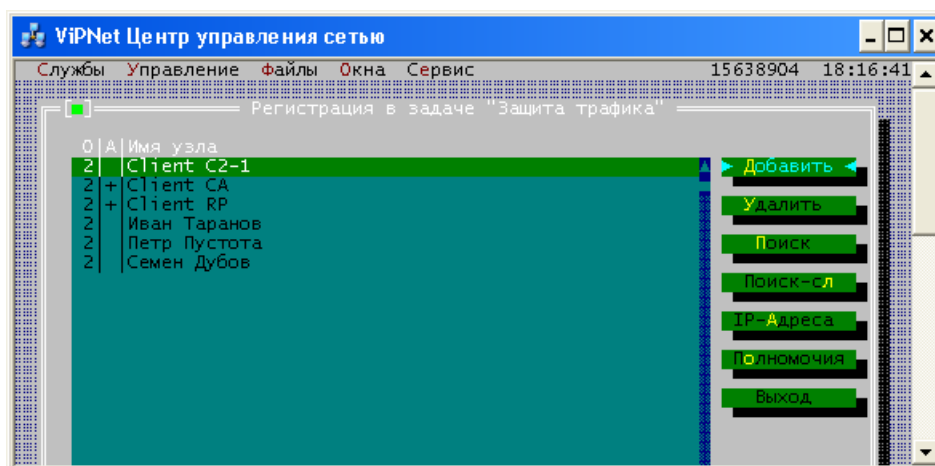 ViPNet Центр управления сетью
Службы Управление Файлы Окна Сервис 15638904 18:16:41
[■] Регистрация в задаче "Защита трафика"
О|А|Имя узла
2| |Client C2-1
2|+|Client CA
2|+|Client RP
2| |Иван Таранов
2| |Петр Пустота
2| |Семен Дубов
Добавить
Удалить
Поиск
Поиск-сл
IP-Адреса
Полномочия
Выход